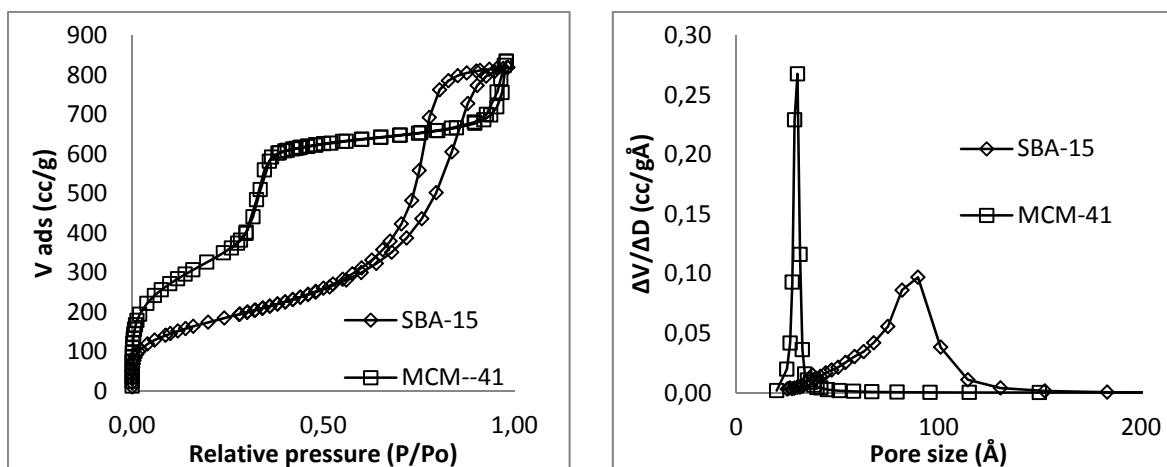 900
800
700
600
500
400
300
200
100
0
V ads (cc/g)
SBA-15
MCM--41
0,00
0,50
1,00
Relative pressure (P/Po)
0,30
0,25
0,20
0,15
0,10
0,05
0,00
ΔV/ΔD (cc/gÅ)
SBA-15
MCM-41
0
100
200
Pore size (Å)